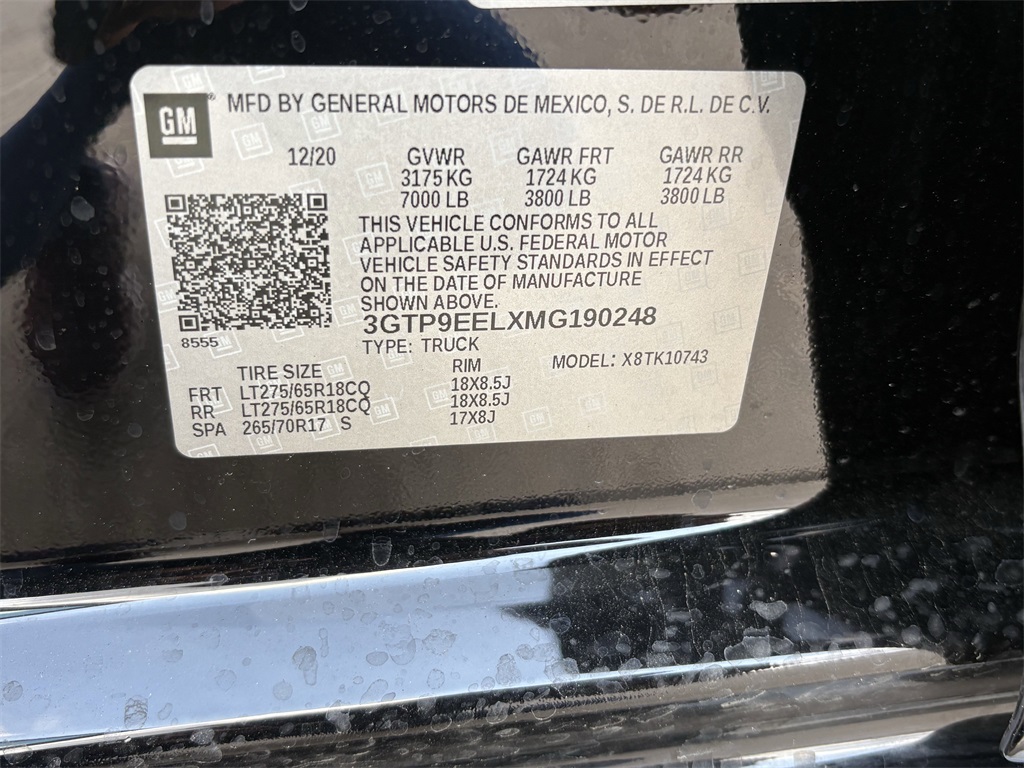 GM ® MFD BY GENERAL MOTORS DE MEXICO, S. DE R.L. DE C.V.
12/20 GVWR GAWR FRT GAWR RR
3175 KG 1724 KG 1724 KG
7000 LB 3800 LB 3800 LB
THIS VEHICLE CONFORMS TO ALL
APPLICABLE U.S. FEDERAL MOTOR
VEHICLE SAFETY STANDARDS IN EFFECT
ON THE DATE OF MANUFACTURE
SHOWN ABOVE.
3GTP9EELXMG190248
8555
TYPE: TRUCK
TIRE SIZE RIM MODEL: X8TK10743
FRT LT275/65R18CQ 18X8.5J
RR LT275/65R18CQ 18X8.5J
SPA 265/70R17 S 17X8J